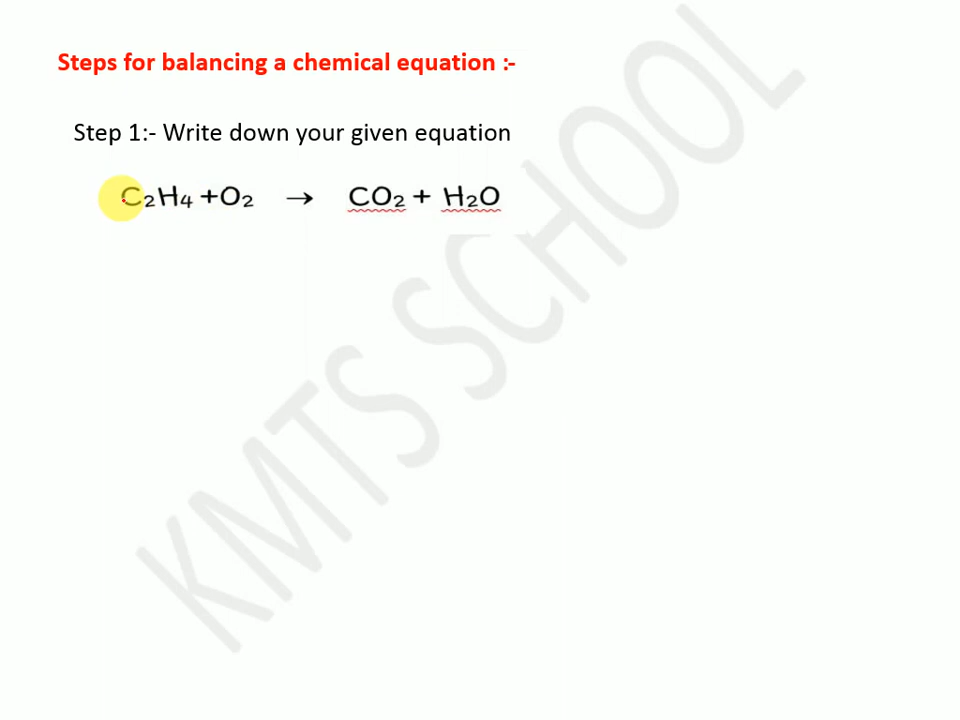 Steps for balancing a chemical equation :-
Step 1:- Write down your given equation
C₂H₄ +O₂ → CO₂ + H₂O
KMTS SCHOOL